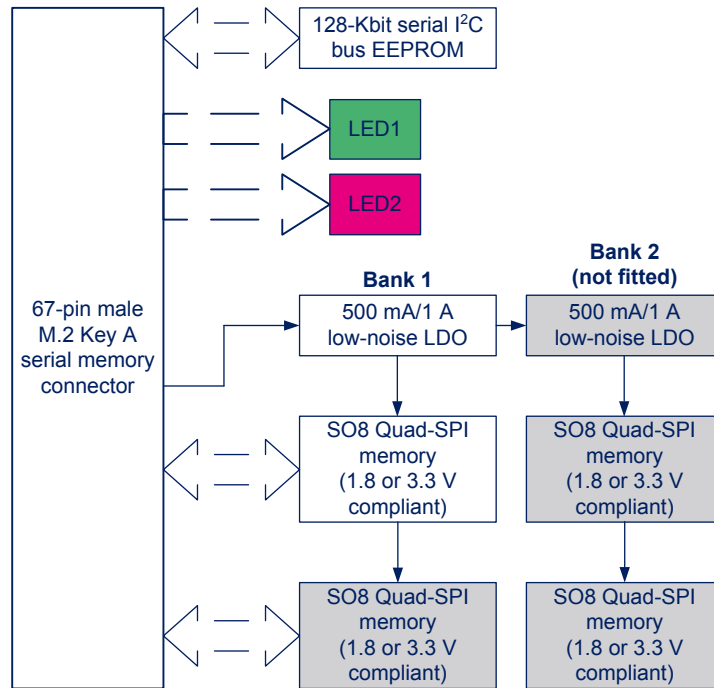 128-Kbit serial I²C
bus EEPROM
LED1
LED2
67-pin male
M.2 Key A
serial memory
connector
Bank 1
Bank 2
(not fitted)
500 mA/1 A
low-noise LDO
500 mA/1 A
low-noise LDO
SO8 Quad-SPI
memory
(1.8 or 3.3 V
compliant)
SO8 Quad-SPI
memory
(1.8 or 3.3 V
compliant)
SO8 Quad-SPI
memory
(1.8 or 3.3 V
compliant)
SO8 Quad-SPI
memory
(1.8 or 3.3 V
compliant)